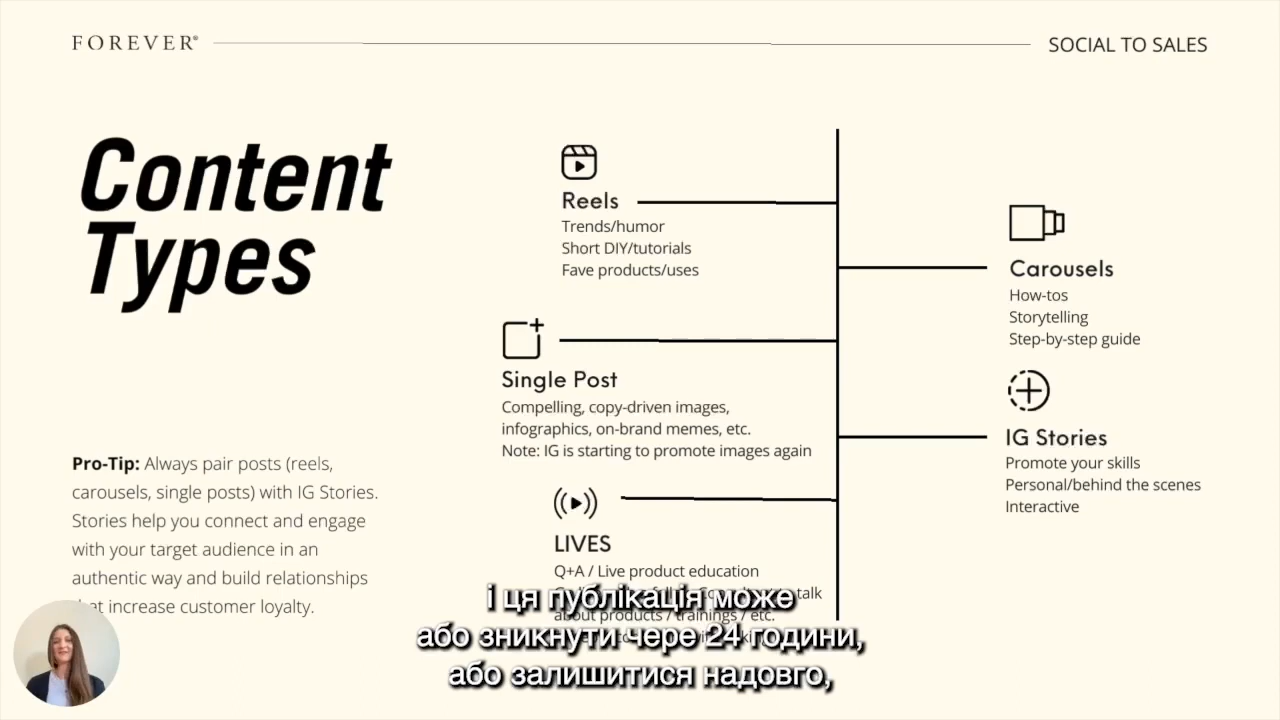 FOREVER®
SOCIAL TO SALES
Content
Types
Pro-Tip: Always pair posts (reels,
carousels, single posts) with IG Stories.
Stories help you connect and engage
with your target audience in an
authentic way and build relationships
that increase customer loyalty.
Reels
Trends/humor
Short DIY/tutorials
Fave products/uses
Single Post
Compelling, copy-driven images,
infographics, on-brand memes, etc.
Note: IG is starting to promote images again
LIVES
Q+A / Live product education
talk
about products / trainings / etc.
Carousels
How-tos
Storytelling
Step-by-step guide
IG Stories
Promote your skills
Personal/behind the scenes
Interactive
і ця публікація може
або зникнути чере 24 години,
або залишитися надовго,